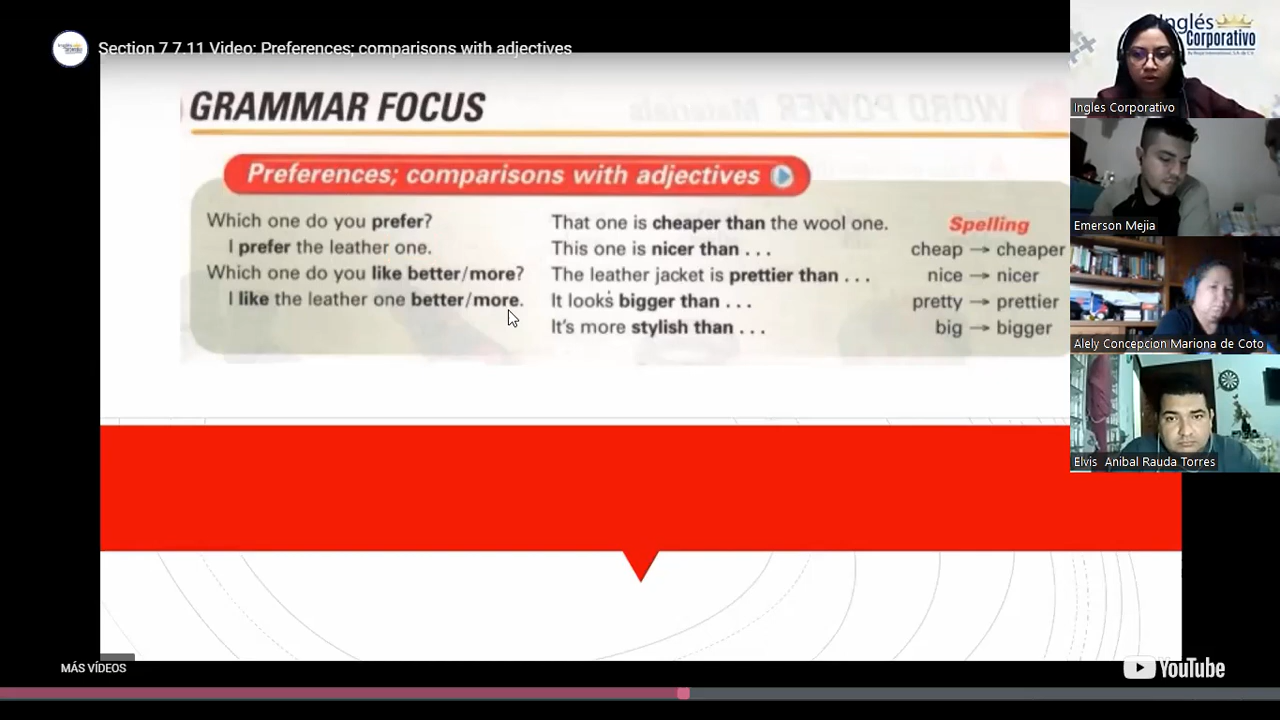 Section 7 7.11 Video: Preferences; comparisons with adjectives
GRAMMAR FOCUS
Preferences; comparisons with adjectives
Which one do you prefer?
I prefer the leather one.
Which one do you like better/more?
I like the leather one better/more.
That one is cheaper than the wool one.
This one is nicer than . . .
The leather jacket is prettier than . . .
It looks bigger than . . .
It's more stylish than . . .
Spelling
cheap → cheaper
nice → nicer
pretty → prettier
big → bigger
Inglés
Corporativo
Ingles Corporativo
Emerson Mejia
Alely Concepcion Mariona de Coto
Elvis Anibal Rauda Torres
MÁS VÍDEOS
YouTube